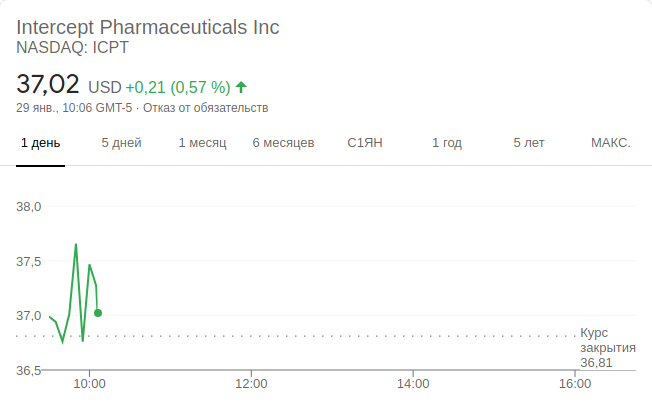 Intercept Pharmaceuticals Inc
NASDAQ: ICPT
37,02 USD +0,21 (0,57 %)
29 янв., 10:06 GMT-5 · Отказ от обязательств
1 день 5 дней 1 месяц 6 месяцев С1ЯН 1 год 5 лет МАКС.
38,0
37,5
37,0
Курс
закрытия
36,81
36,5
10:00 12:00 14:00 16:00